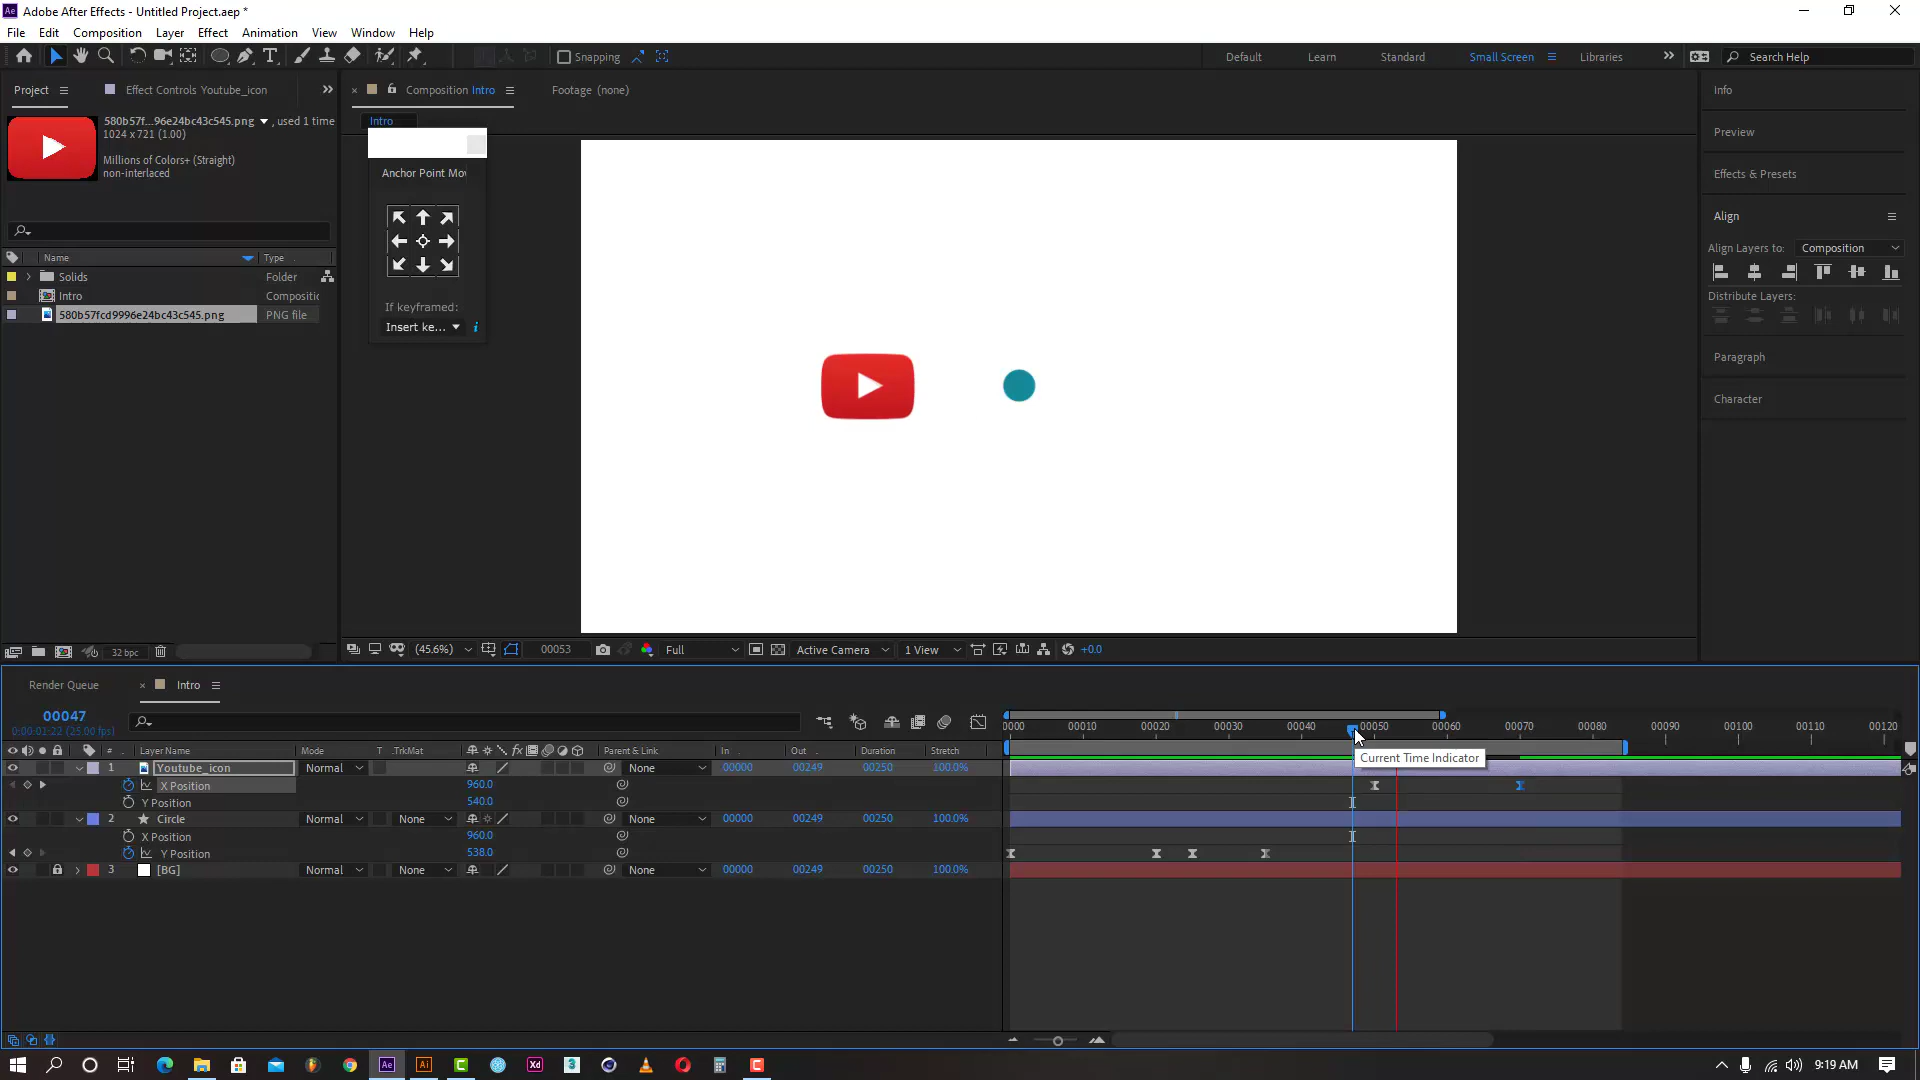 Adobe After Effects - Untitled Project.aep *
File Edit Composition Layer Effect Animation View Window Help
Snapping Default Learn Standard Small Screen Libraries Search Help
Project Effect Controls Youtube_icon
580b57f...96e24bc43c545.png , used 1 time
1024 x 721 (1.00)
Millions of Colors+ (Straight)
non-interlaced
Name Type
Solids Folder
Intro Compositic
580b57fcd9996e24bc43c545.png PNG file
32 bpc
Composition Intro Footage (none)
Intro
Anchor Point Mov
If keyframed:
Insert ke...
(45.6%) 00053 Full Active Camera 1 View +0.0
Info
Preview
Effects & Presets
Align
Align Layers to: Composition
Distribute Layers:
Paragraph
Character
Render Queue Intro
00047
0:00:01:22 (25.00 fps)
0000 00010 00020 00030 00040 00050 00060 00070 00080 00090 00100 00110 00120
# Layer Name Mode T .TrkMat Parent & Link In Out Duration Stretch
Current Time Indicator
1 Youtube_icon Normal None 00000 00249 00250 100.0%
X Position 960.0
Y Position 540.0
2 Circle Normal None None 00000 00249 00250 100.0%
X Position 960.0
Y Position 538.0
3 [BG] Normal None None 00000 00249 00250 100.0%
9:19 AM